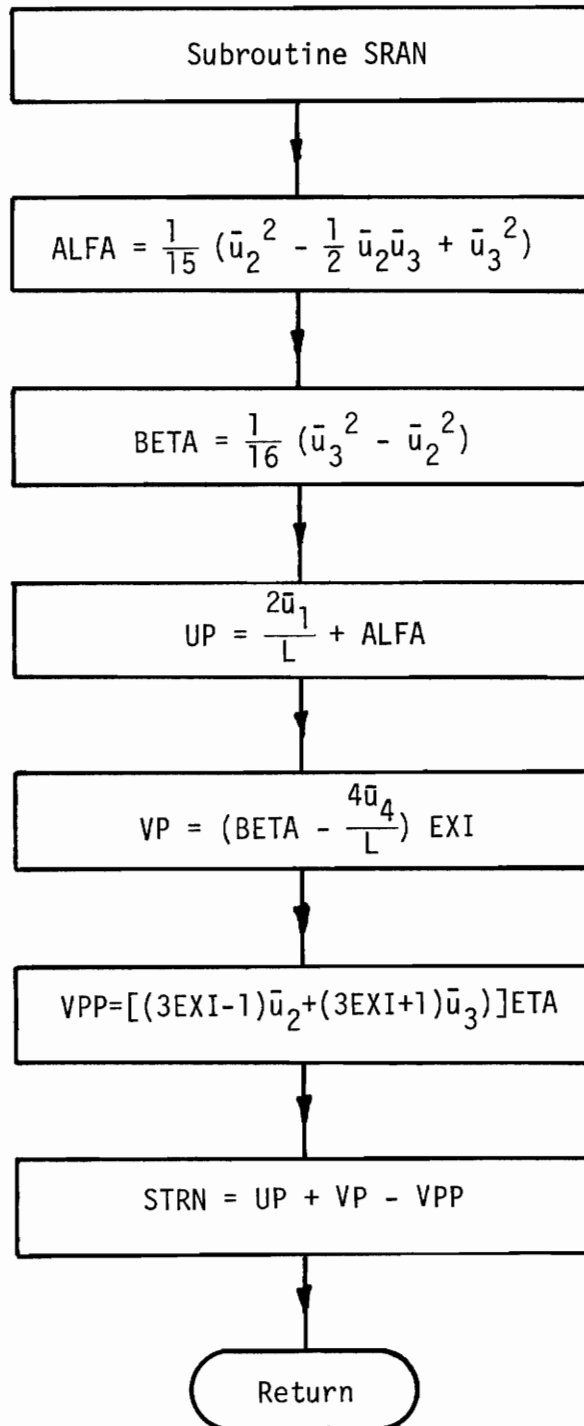 Subroutine SRAN
ALFA = 1/15 (ū₂² - 1/2 ū₂ū₃ + ū₃²)
BETA = 1/16 (ū₃² - ū₂²)
UP = 2ū₁/L + ALFA
VP = (BETA - 4ū₄/L) EXI
VPP=[(3EXI-1)ū₂+(3EXI+1)ū₃)]ETA
STRN = UP + VP - VPP
Return